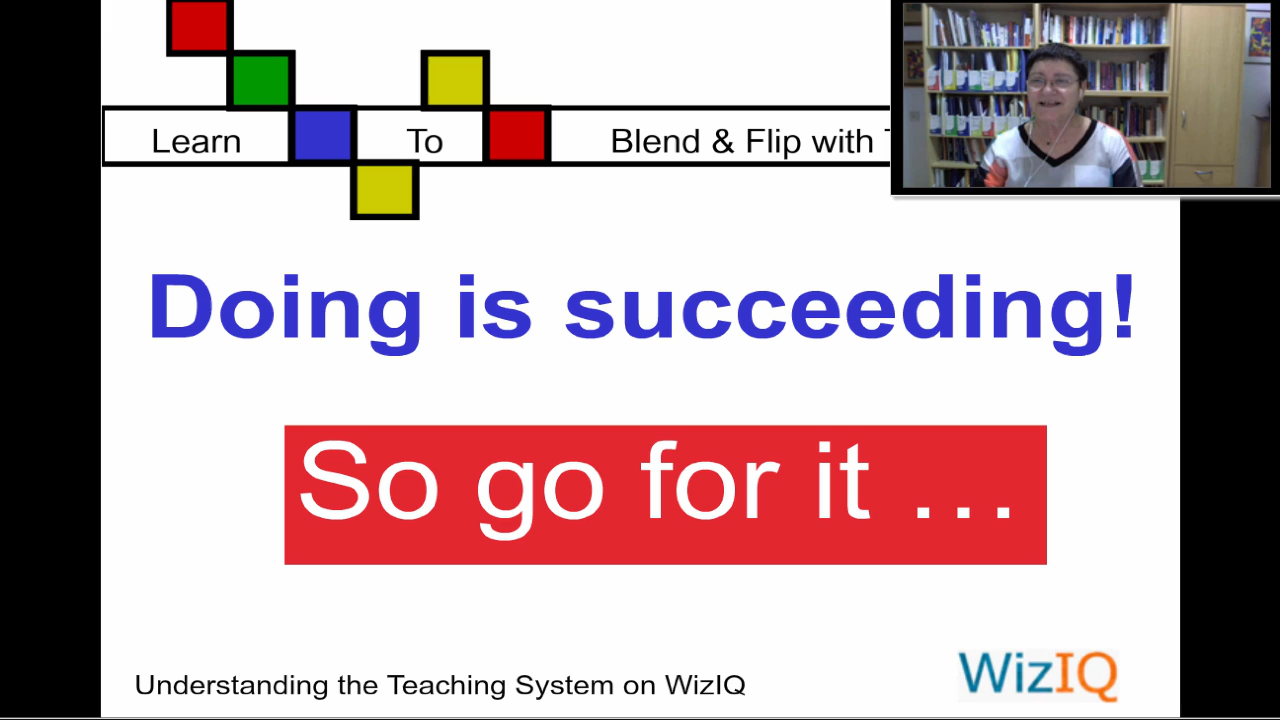 Learn To Blend & Flip with
Doing is succeeding!
So go for it ...
Understanding the Teaching System on WizIQ
WizIQ